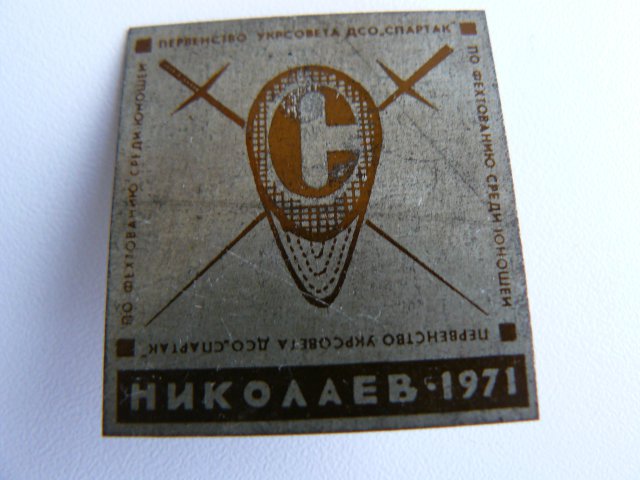 ПЕРВЕНСТВО УКРСОВЕТА ДСО „СПАРТАК"
ПО ФЕХТОВАНИЮ СРЕДИ ЮНОШЕЙ
ПО ФЕХТОВАНИЮ СРЕДИ ЮНОШЕЙ
С
ПЕРВЕНСТВО УКРСОВЕТА ДСО „СПАРТАК"
НИКОЛАЕВ·1971